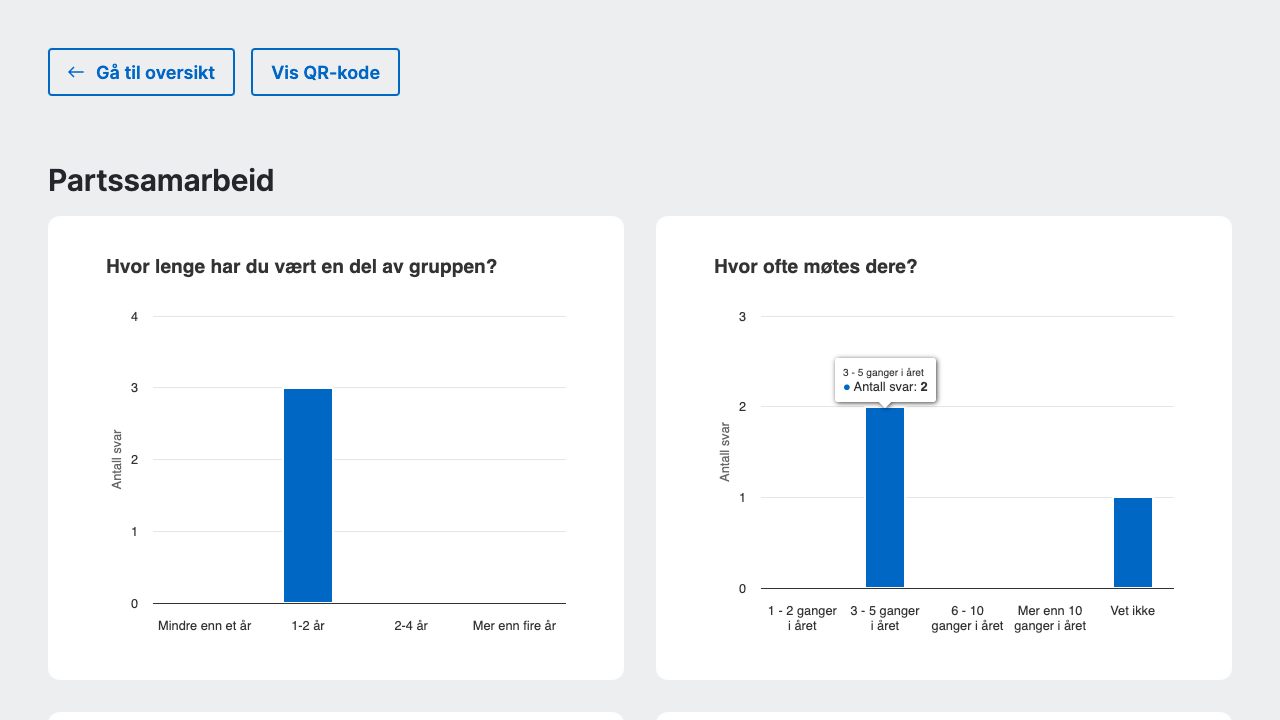 Gå til oversikt
Vis QR-kode
Partssamarbeid
Hvor lenge har du vært en del av gruppen?
4
3
2
1
0
Antall svar
Mindre enn et år
1-2 år
2-4 år
Mer enn fire år
Hvor ofte møtes dere?
3
2
1
0
Antall svar
3 - 5 ganger i året
● Antall svar: 2
1 - 2 ganger
i året
3 - 5 ganger
i året
6 - 10
ganger i året
Mer enn 10
ganger i året
Vet ikke